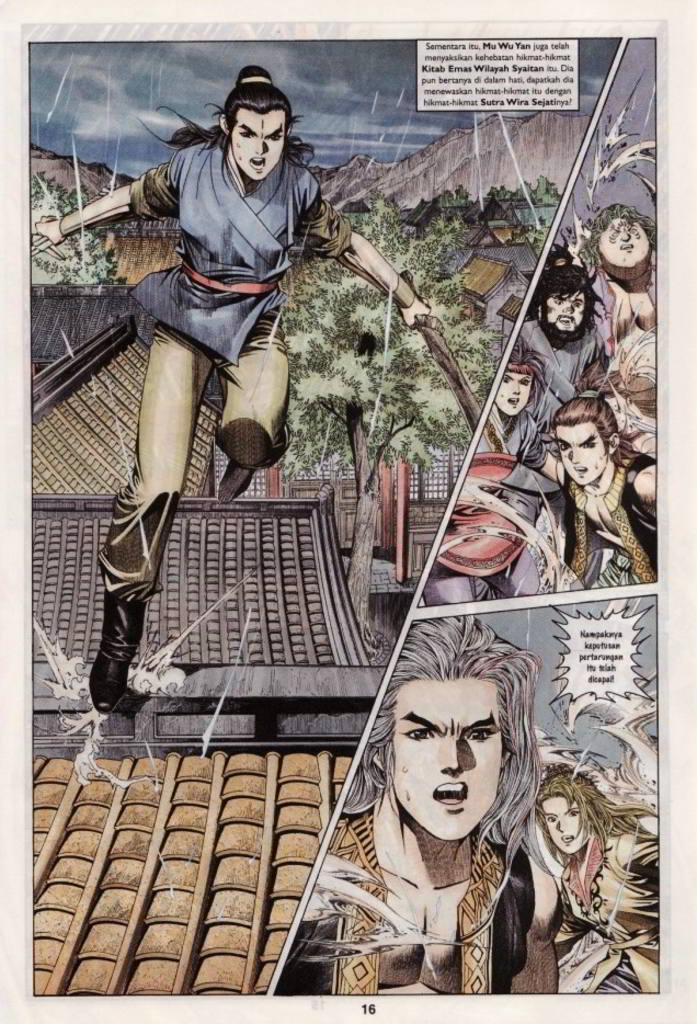 Sementara itu, Mu Wu Yan juga telah
menyaksikan kehebatan hikmat-hikmat
Kitab Emas Wilayah Syaitan itu. Dia
pun bertanya di dalam hati, dapatkah dia
menewaskan hikmat-hikmat itu dengan
hikmat-hikmat Sutra Wira Sejatinya?
Nampaknya
keputusan
pertarungan
itu telah
dicapai!
16